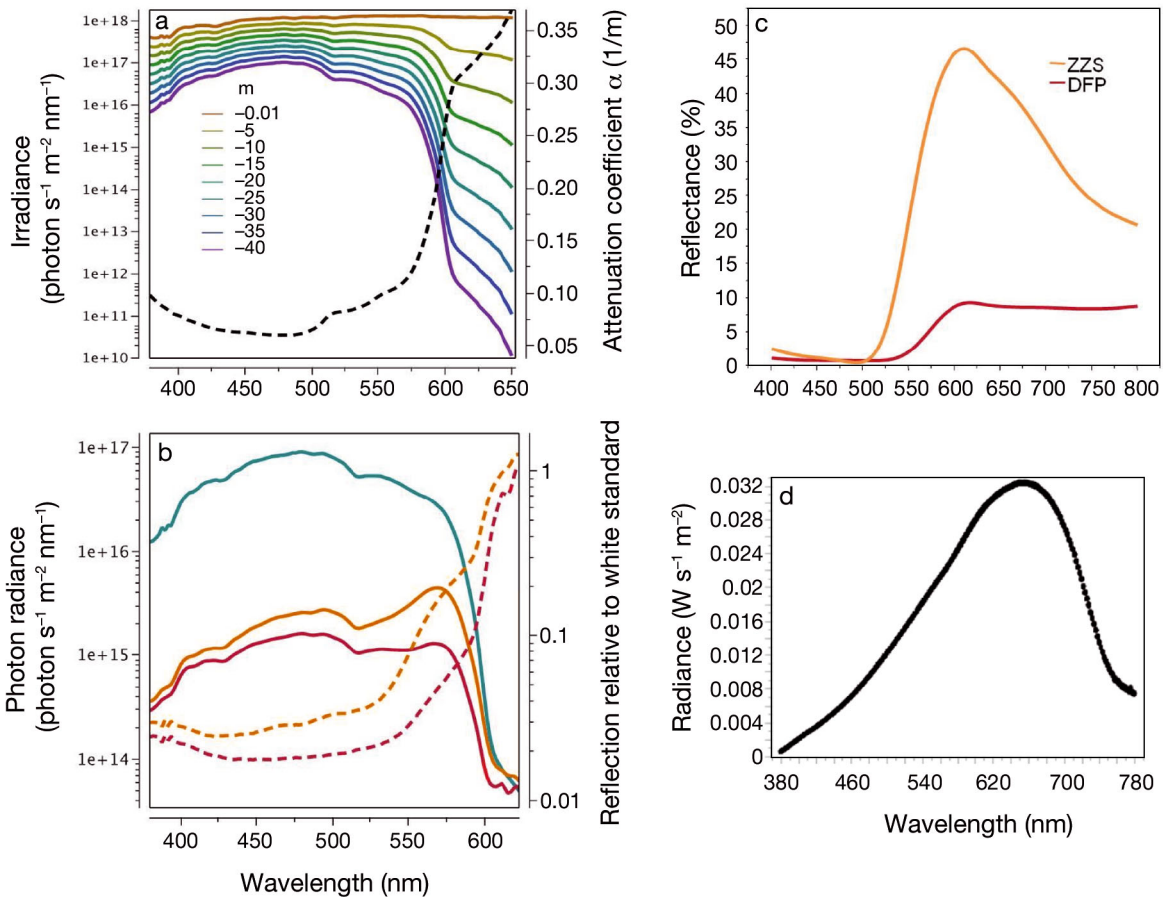 a
Irradiance
(photon s⁻¹ m⁻² nm⁻¹)
1e+18
1e+17
1e+16
1e+15
1e+14
1e+13
1e+12
1e+11
1e+10
m
–0.01
–5
–10
–15
–20
–25
–30
–35
–40
0.35
0.30
0.25
0.20
0.15
0.10
0.05
Attenuation coefficient α (1/m)
400 450 500 550 600 650
c
Reflectance (%)
50
45
40
35
30
25
20
15
10
5
0
ZZS
DFP
400 450 500 550 600 650 700 750 800
b
Photon radiance
(photon s⁻¹ m⁻² nm⁻¹)
1e+17
1e+16
1e+15
1e+14
1
0.1
0.01
Reflection relative to white standard
400 450 500 550 600
Wavelength (nm)
d
Radiance (W s⁻¹ m⁻²)
0.032
0.028
0.024
0.02
0.016
0.012
0.008
0.004
0
380 460 540 620 700 780
Wavelength (nm)